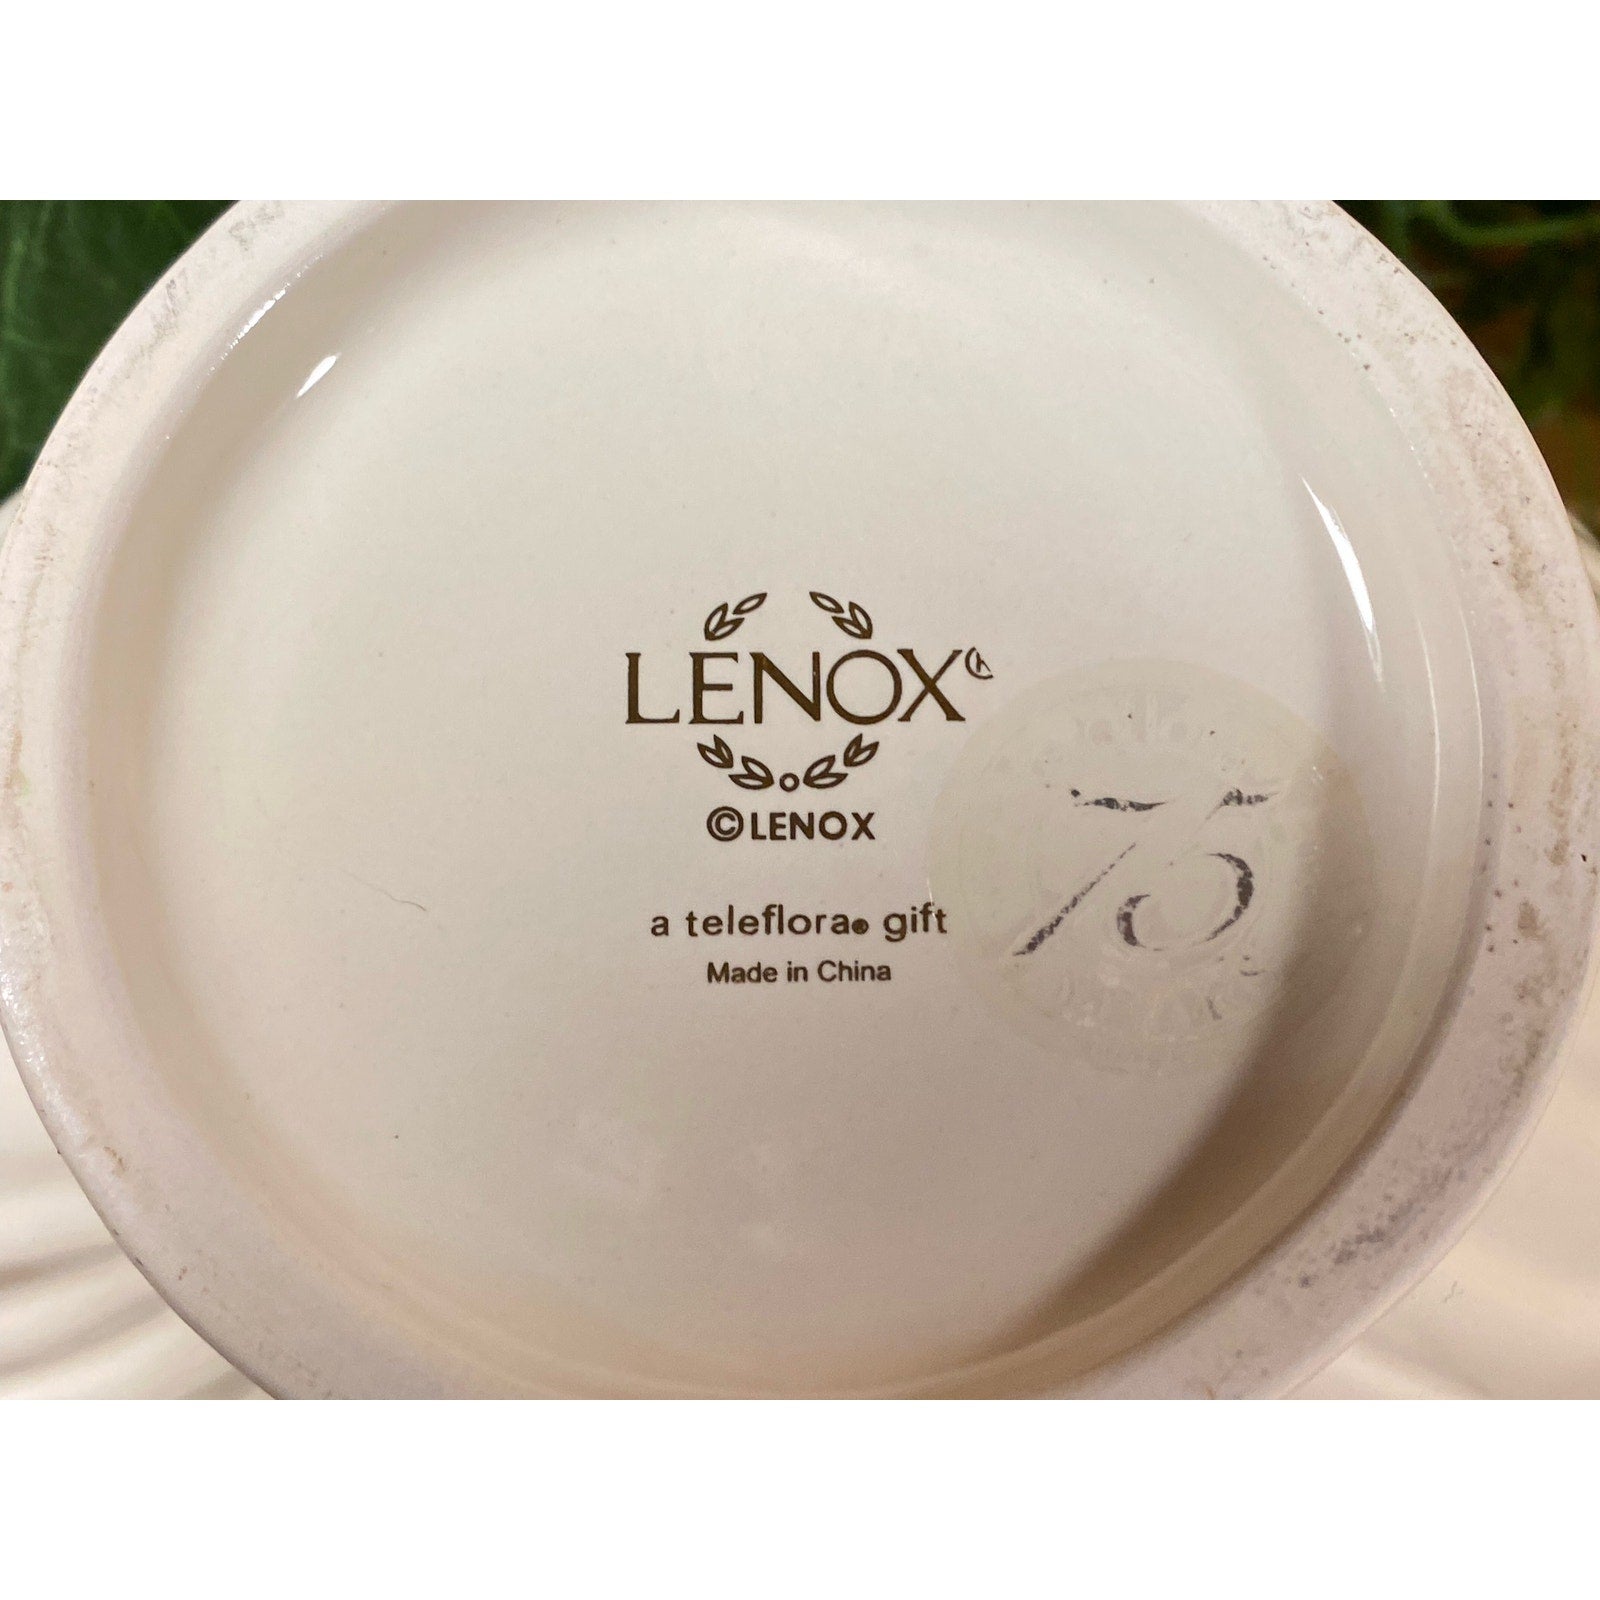 LENOX®
©LENOX
a teleflora® gift
Made in China
75